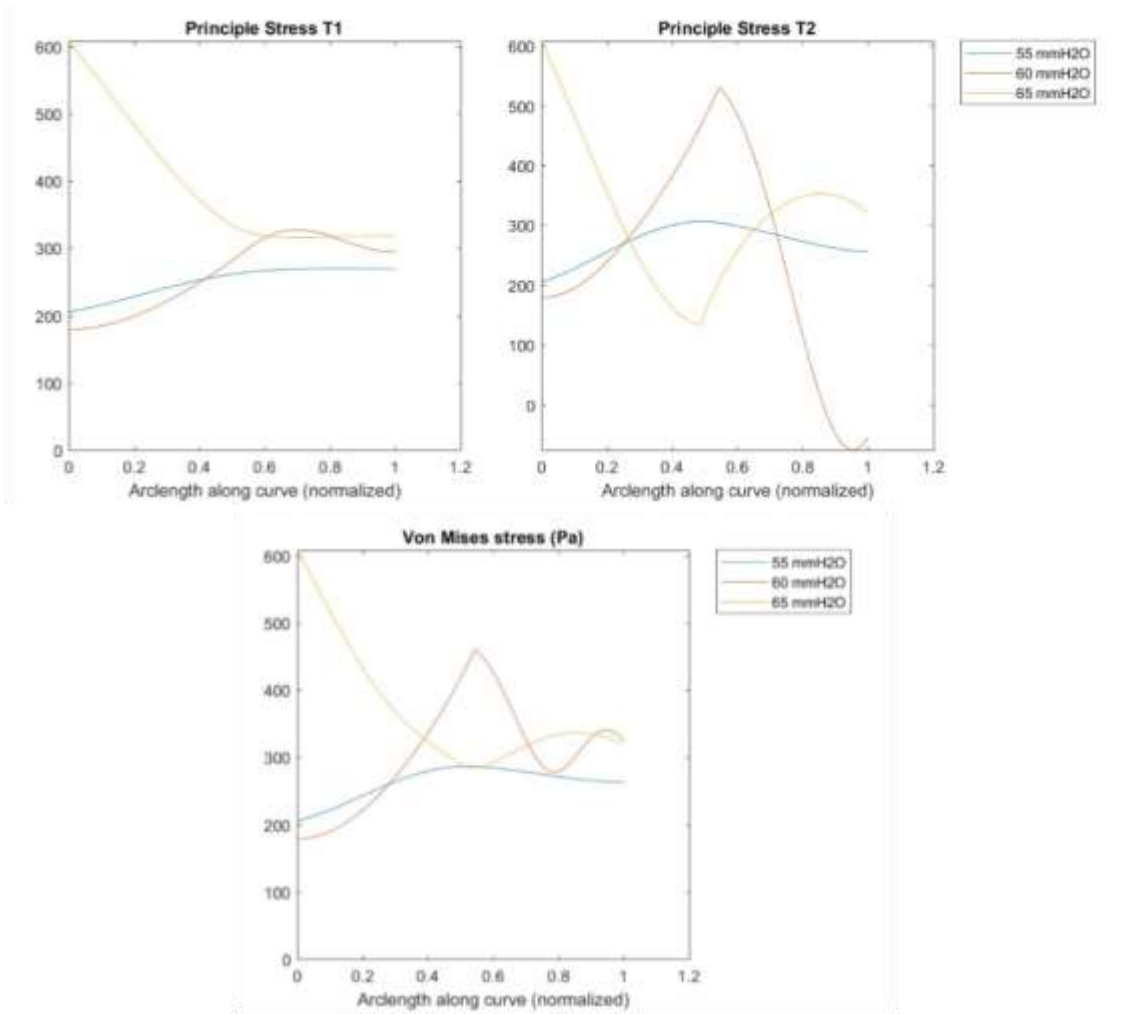 Principle Stress T1
600
500
400
300
200
100
0
0 0.2 0.4 0.6 0.8 1 1.2
Arclength along curve (normalized)
Principle Stress T2
600
500
400
300
200
100
0
0 0.2 0.4 0.6 0.8 1 1.2
Arclength along curve (normalized)
55 mmH2O
60 mmH2O
65 mmH2O
Von Mises stress (Pa)
600
500
400
300
200
100
0
0 0.2 0.4 0.6 0.8 1 1.2
Arclength along curve (normalized)
55 mmH2O
60 mmH2O
65 mmH2O